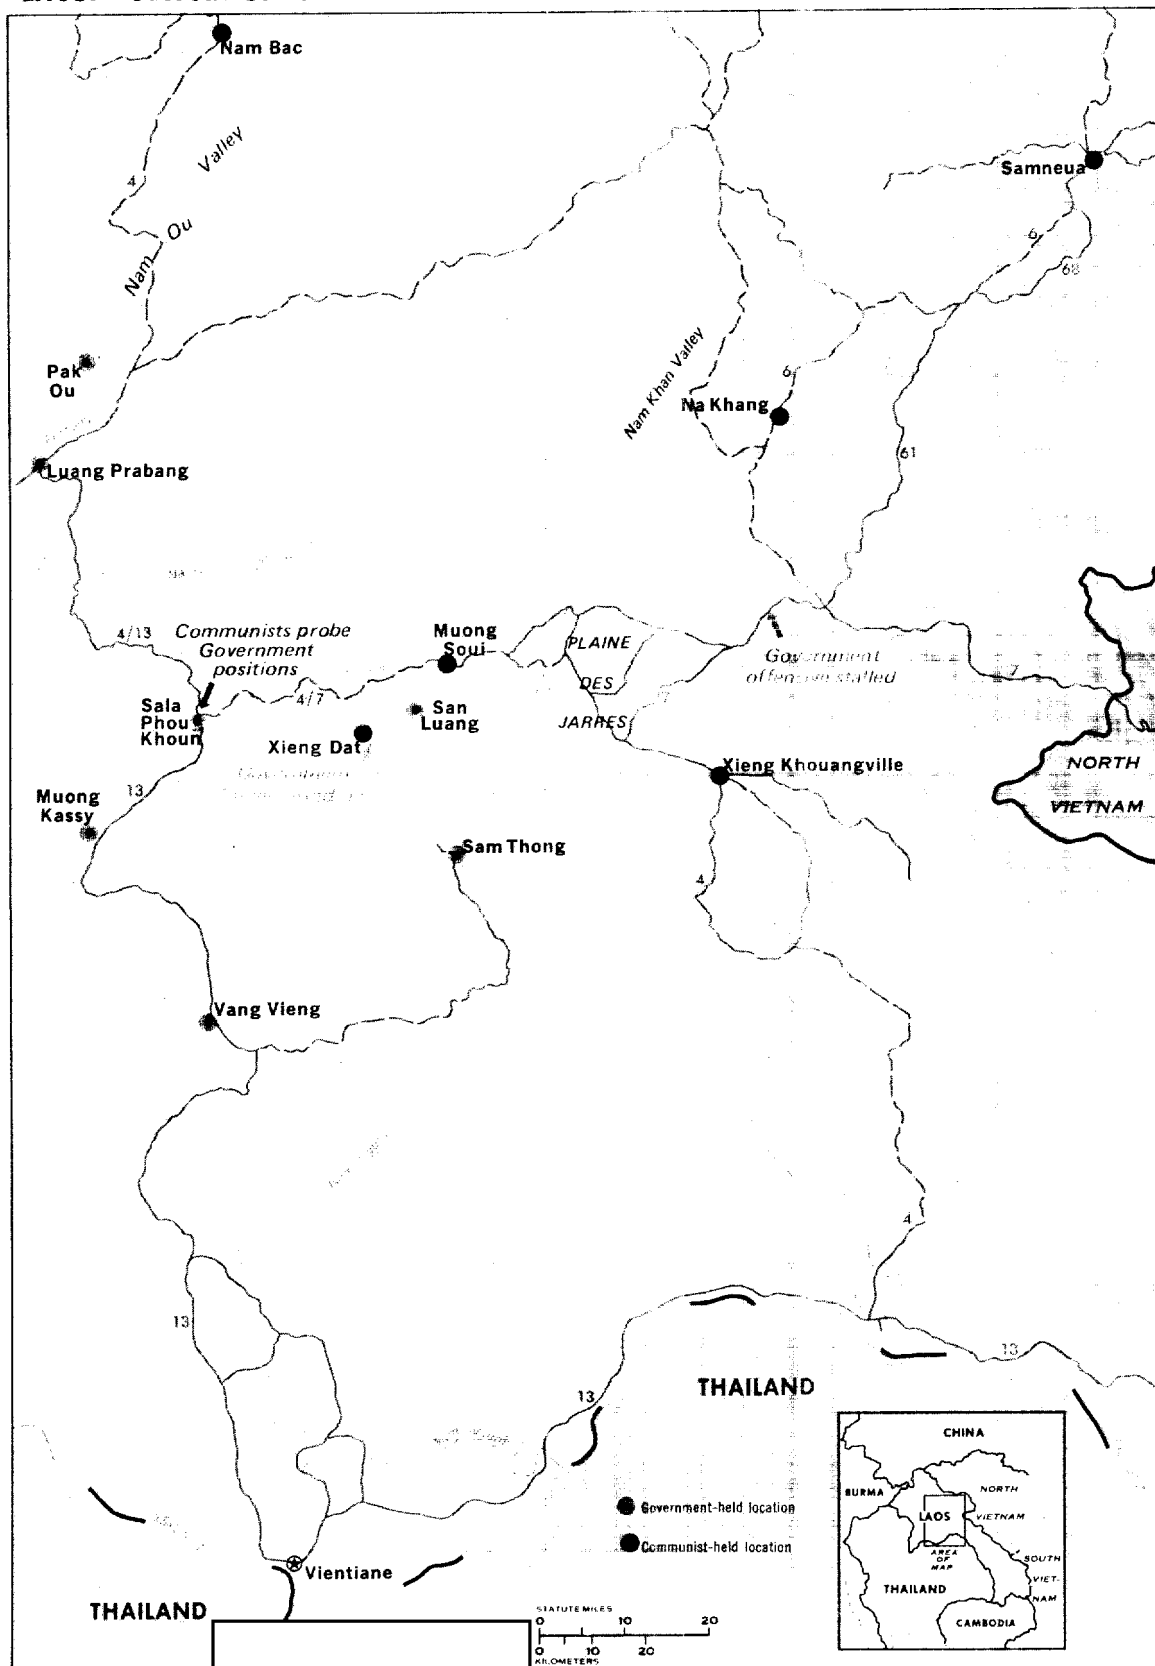 Nam Bac
4
Valley
Ou
Nam
Samneua
6
68
Pak
Ou
Nam Khan Valley
6
Na Khang
61
Luang Prabang
4/13
Communists probe
Government
positions
Muong
Soui
PLAINE
DES
JARRES
Government
offensive stalled
7
7
4/7
Sala
Phou
Khoun
San
Luang
Xieng Dat
Xieng Khouangville
NORTH
VIETNAM
13
Muong
Kassy
Sam Thong
4
Vang Vieng
4
13
13
13
THAILAND
Government-held location
Communist-held location
Vientiane
THAILAND
STATUTE MILES
0 10 20
0 10 20
KILOMETERS
CHINA
BURMA
NORTH
VIETNAM
LAOS
AREA
OF
MAP
SOUTH
VIET-
NAM
THAILAND
CAMBODIA